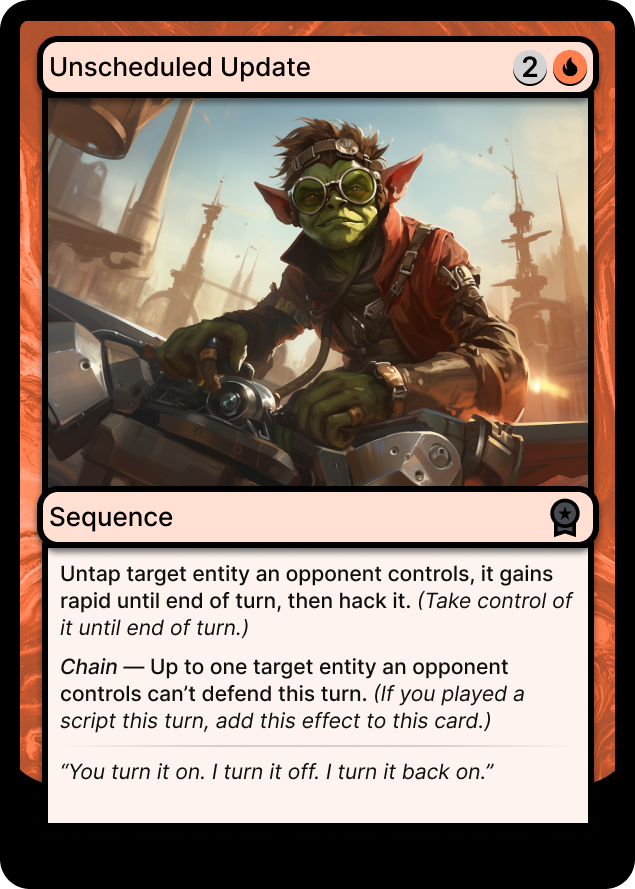 Unscheduled Update
2
Sequence
Untap target entity an opponent controls, it gains
rapid until end of turn, then hack it. (Take control of
it until end of turn.)
Chain — Up to one target entity an opponent
controls can’t defend this turn. (If you played a
script this turn, add this effect to this card.)
“You turn it on. I turn it off. I turn it back on.”